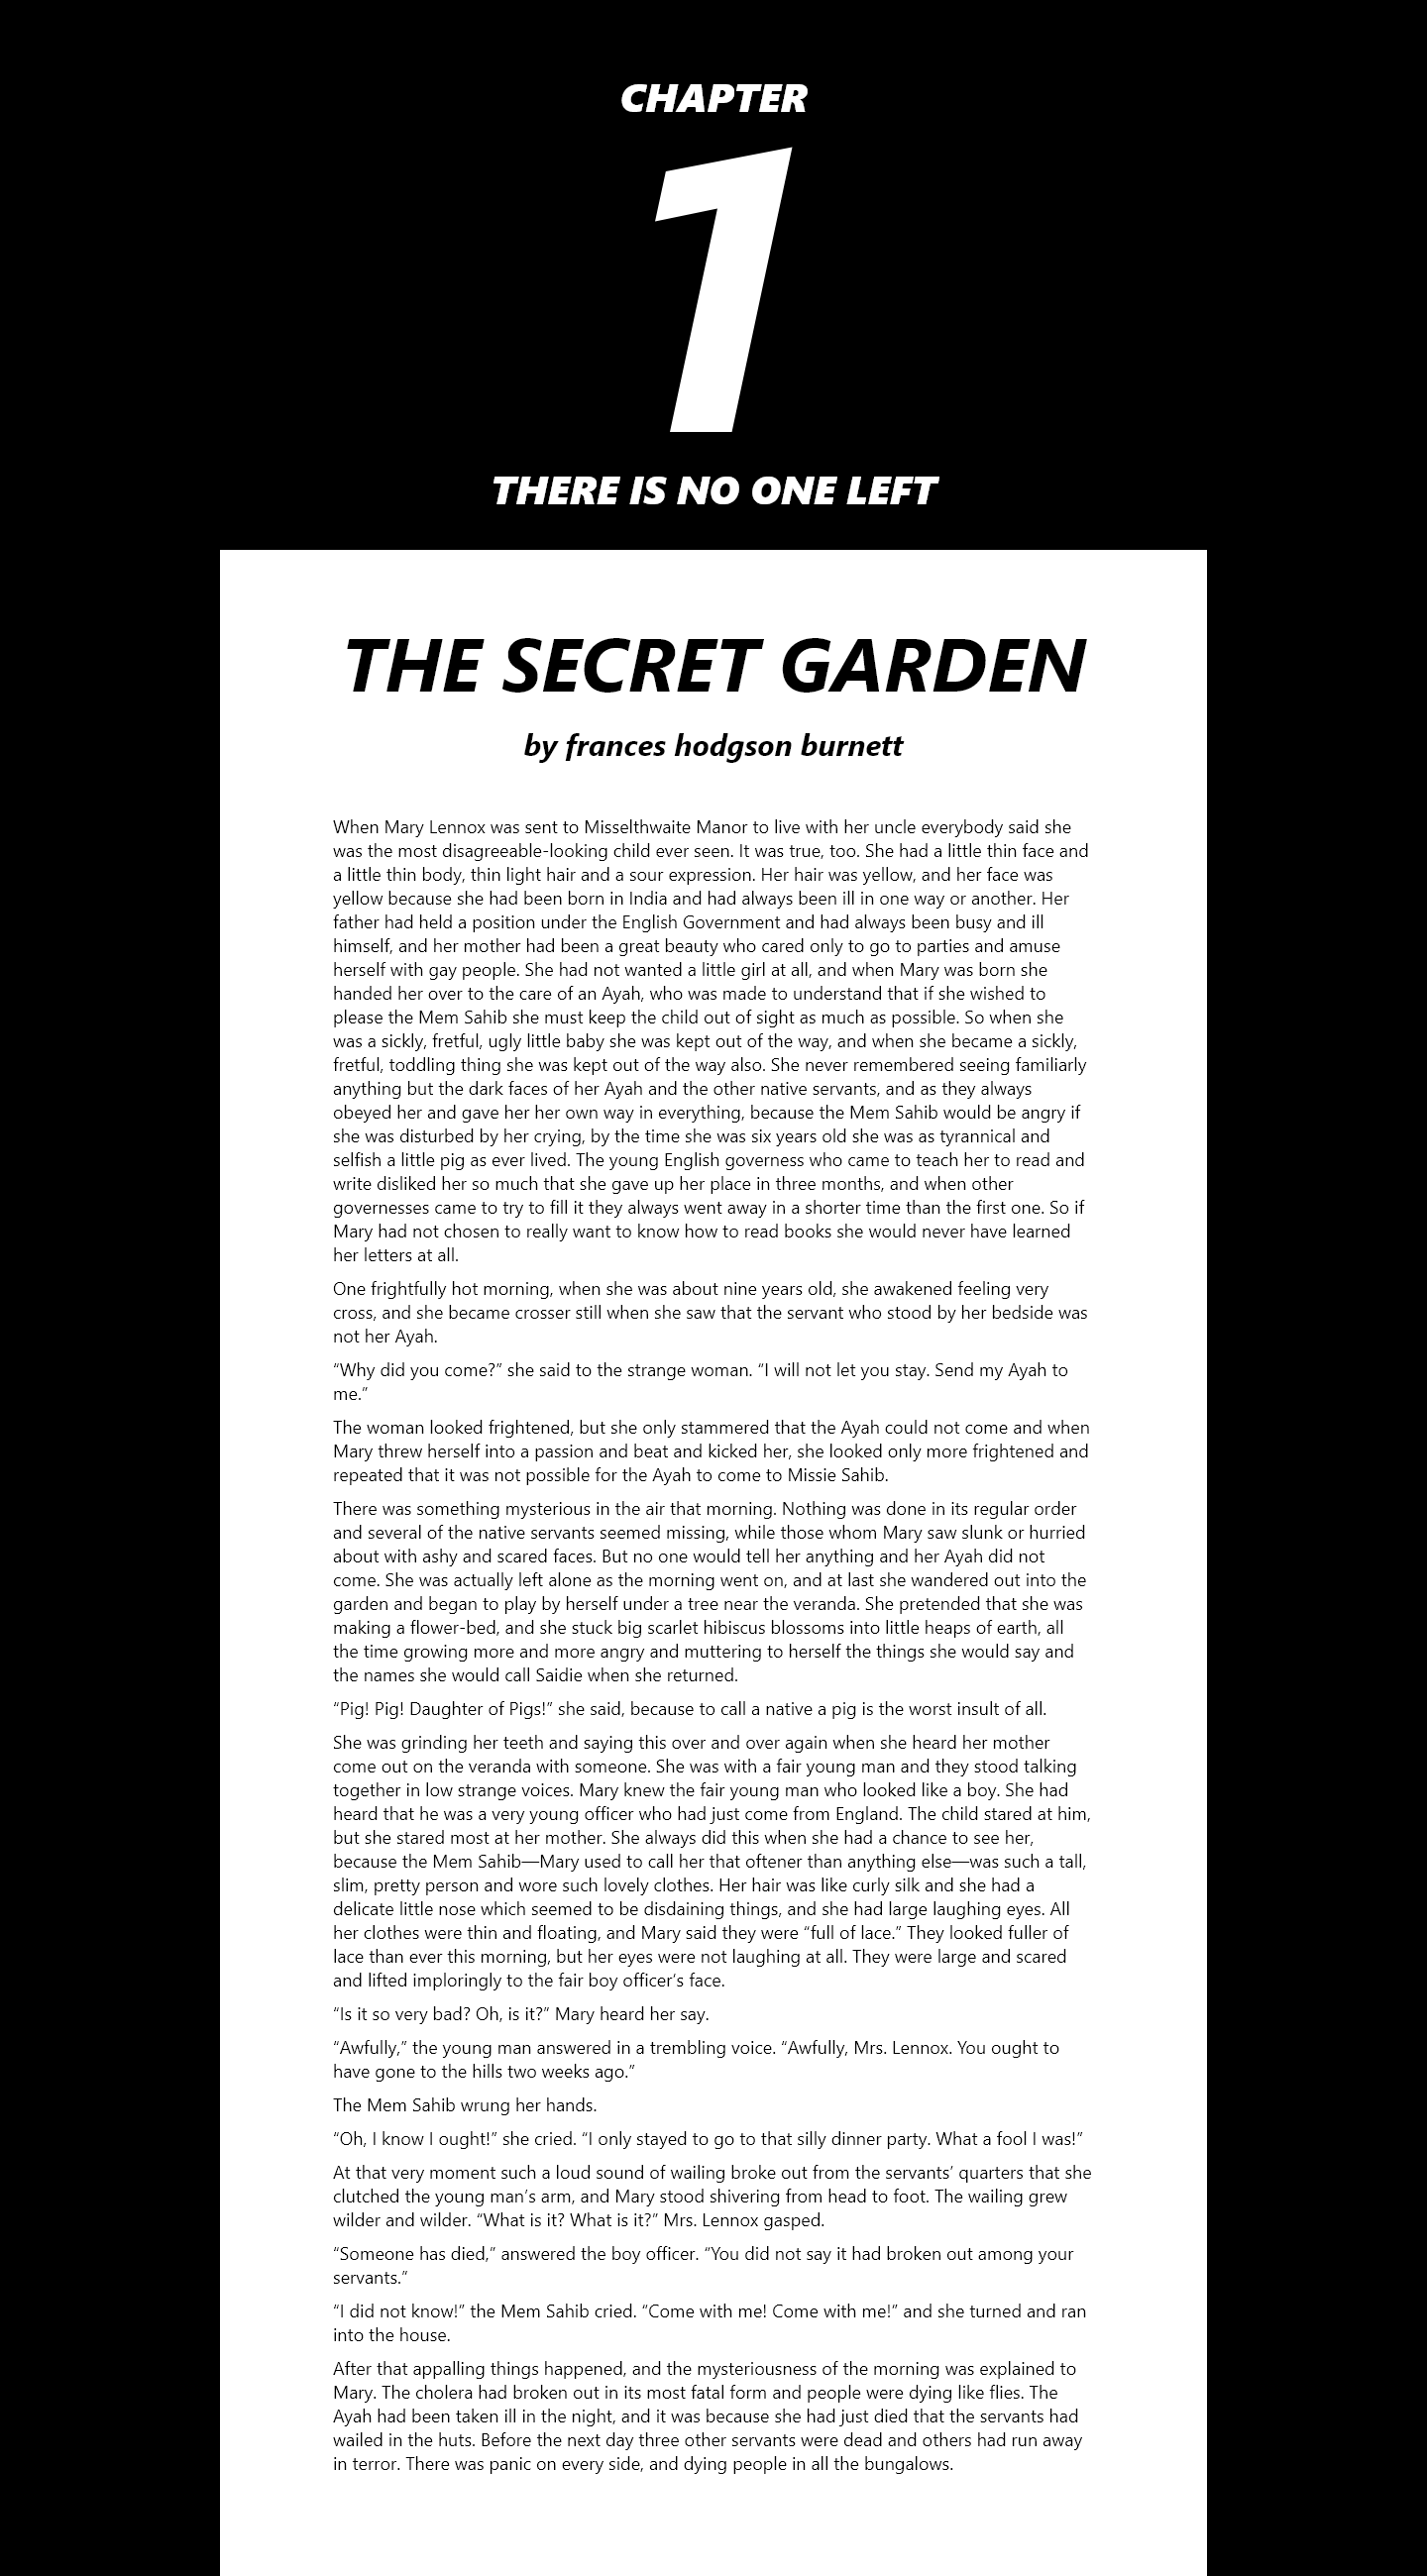 CHAPTER
1
THERE IS NO ONE LEFT
THE SECRET GARDEN
by frances hodgson burnett
When Mary Lennox was sent to Misselthwaite Manor to live with her uncle everybody said she
was the most disagreeable-looking child ever seen. It was true, too. She had a little thin face and
a little thin body, thin light hair and a sour expression. Her hair was yellow, and her face was
yellow because she had been born in India and had always been ill in one way or another. Her
father had held a position under the English Government and had always been busy and ill
himself, and her mother had been a great beauty who cared only to go to parties and amuse
herself with gay people. She had not wanted a little girl at all, and when Mary was born she
handed her over to the care of an Ayah, who was made to understand that if she wished to
please the Mem Sahib she must keep the child out of sight as much as possible. So when she
was a sickly, fretful, ugly little baby she was kept out of the way, and when she became a sickly,
fretful, toddling thing she was kept out of the way also. She never remembered seeing familiarly
anything but the dark faces of her Ayah and the other native servants, and as they always
obeyed her and gave her her own way in everything, because the Mem Sahib would be angry if
she was disturbed by her crying, by the time she was six years old she was as tyrannical and
selfish a little pig as ever lived. The young English governess who came to teach her to read and
write disliked her so much that she gave up her place in three months, and when other
governesses came to try to fill it they always went away in a shorter time than the first one. So if
Mary had not chosen to really want to know how to read books she would never have learned
her letters at all.
One frightfully hot morning, when she was about nine years old, she awakened feeling very
cross, and she became crosser still when she saw that the servant who stood by her bedside was
not her Ayah.
“Why did you come?” she said to the strange woman. “I will not let you stay. Send my Ayah to
me.”
The woman looked frightened, but she only stammered that the Ayah could not come and when
Mary threw herself into a passion and beat and kicked her, she looked only more frightened and
repeated that it was not possible for the Ayah to come to Missie Sahib.
There was something mysterious in the air that morning. Nothing was done in its regular order
and several of the native servants seemed missing, while those whom Mary saw slunk or hurried
about with ashy and scared faces. But no one would tell her anything and her Ayah did not
come. She was actually left alone as the morning went on, and at last she wandered out into the
garden and began to play by herself under a tree near the veranda. She pretended that she was
making a flower-bed, and she stuck big scarlet hibiscus blossoms into little heaps of earth, all
the time growing more and more angry and muttering to herself the things she would say and
the names she would call Saidie when she returned.
“Pig! Pig! Daughter of Pigs!” she said, because to call a native a pig is the worst insult of all.
She was grinding her teeth and saying this over and over again when she heard her mother
come out on the veranda with someone. She was with a fair young man and they stood talking
together in low strange voices. Mary knew the fair young man who looked like a boy. She had
heard that he was a very young officer who had just come from England. The child stared at him,
but she stared most at her mother. She always did this when she had a chance to see her,
because the Mem Sahib—Mary used to call her that oftener than anything else—was such a tall,
slim, pretty person and wore such lovely clothes. Her hair was like curly silk and she had a
delicate little nose which seemed to be disdaining things, and she had large laughing eyes. All
her clothes were thin and floating, and Mary said they were “full of lace.” They looked fuller of
lace than ever this morning, but her eyes were not laughing at all. They were large and scared
and lifted imploringly to the fair boy officer’s face.
“Is it so very bad? Oh, is it?” Mary heard her say.
“Awfully,” the young man answered in a trembling voice. “Awfully, Mrs. Lennox. You ought to
have gone to the hills two weeks ago.”
The Mem Sahib wrung her hands.
“Oh, I know I ought!” she cried. “I only stayed to go to that silly dinner party. What a fool I was!”
At that very moment such a loud sound of wailing broke out from the servants’ quarters that she
clutched the young man’s arm, and Mary stood shivering from head to foot. The wailing grew
wilder and wilder. “What is it? What is it?” Mrs. Lennox gasped.
“Someone has died,” answered the boy officer. “You did not say it had broken out among your
servants.”
“I did not know!” the Mem Sahib cried. “Come with me! Come with me!” and she turned and ran
into the house.
After that appalling things happened, and the mysteriousness of the morning was explained to
Mary. The cholera had broken out in its most fatal form and people were dying like flies. The
Ayah had been taken ill in the night, and it was because she had just died that the servants had
wailed in the huts. Before the next day three other servants were dead and others had run away
in terror. There was panic on every side, and dying people in all the bungalows.